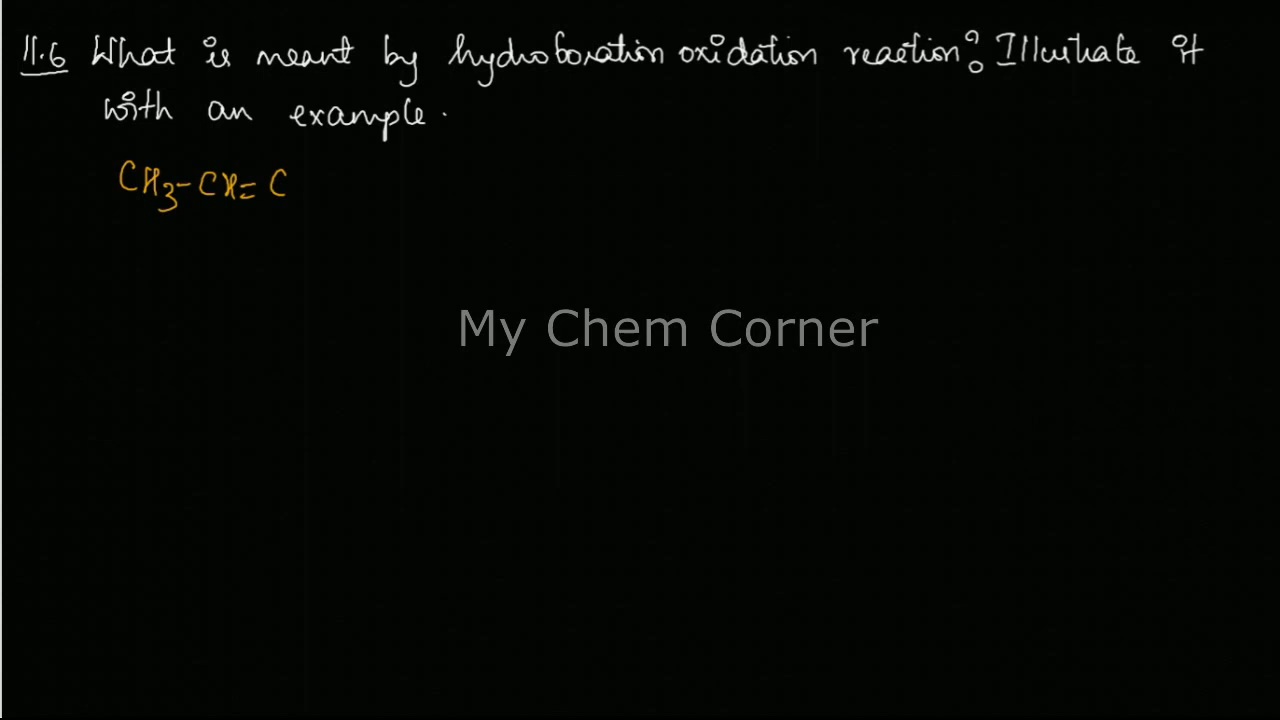 11.6 What is meant by hydroboration oxidation reaction? Illustrate it
with an example.
CH3-CH=C
My Chem Corner